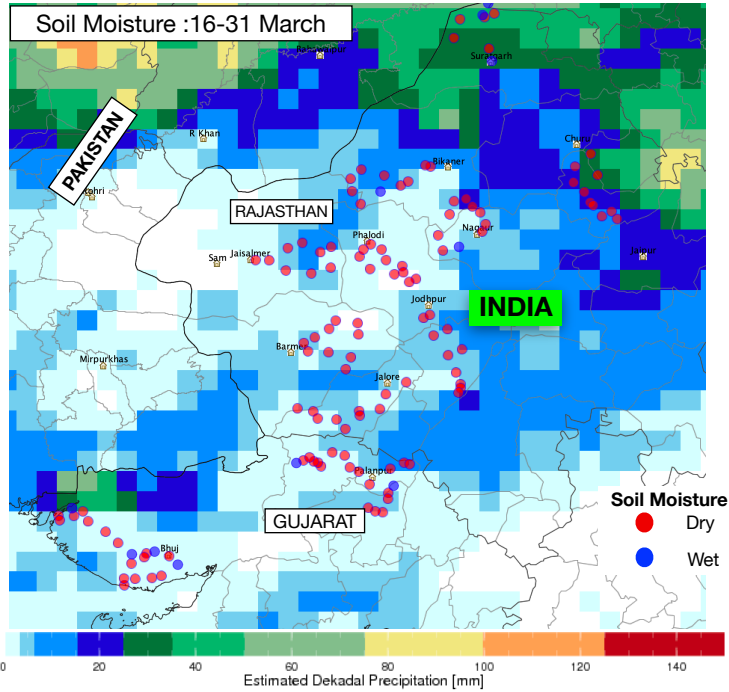 Soil Moisture :16-31 March
Suratgarh
PAKISTAN
R Khan
Churu
Bikaner
RAJASTHAN
Phalodi
Nagaur
Sam
Jaisalmer
Jaipur
Jodhpur
INDIA
Barmer
Mirpurkhas
Jalore
Palanpur
Soil Moisture
Dry
GUJARAT
Wet
Bhuj
0 20 40 60 80 100 120 140
Estimated Dekadal Precipitation [mm]